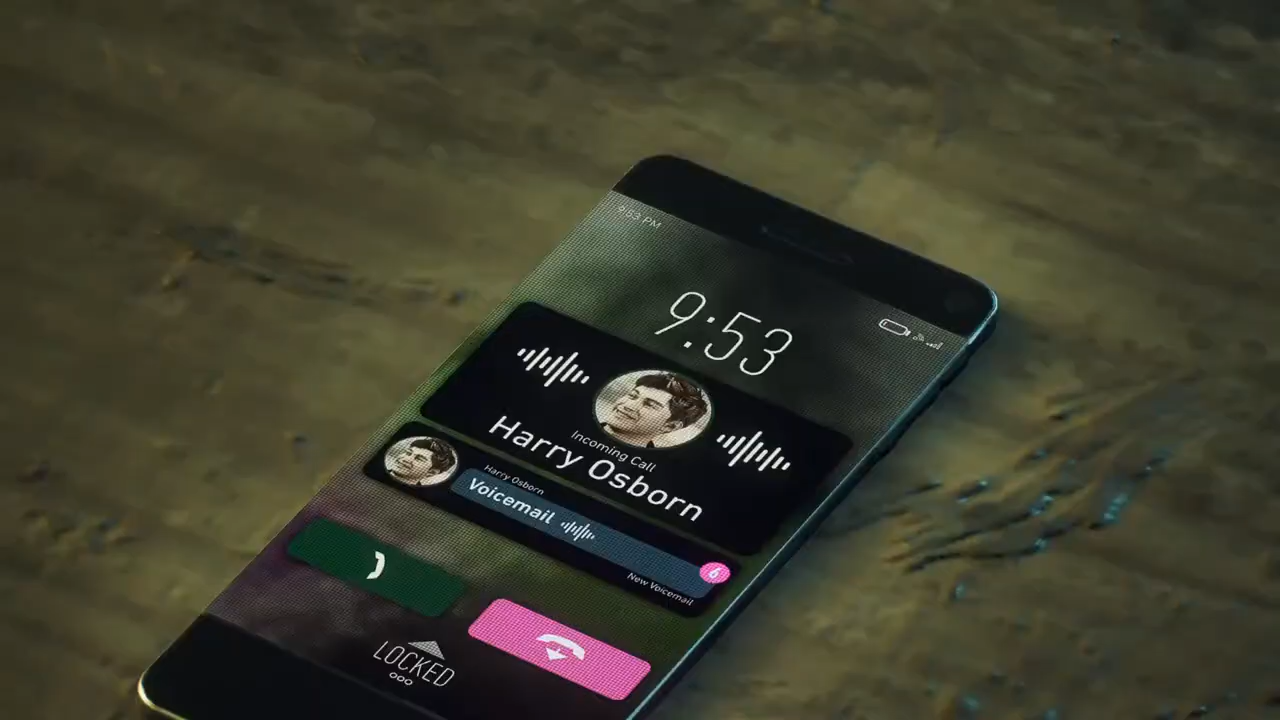 9:53 PM
9:53
Incoming Call
Harry Osborn
Harry Osborn
Voicemail
6
New Voicemail
LOCKED